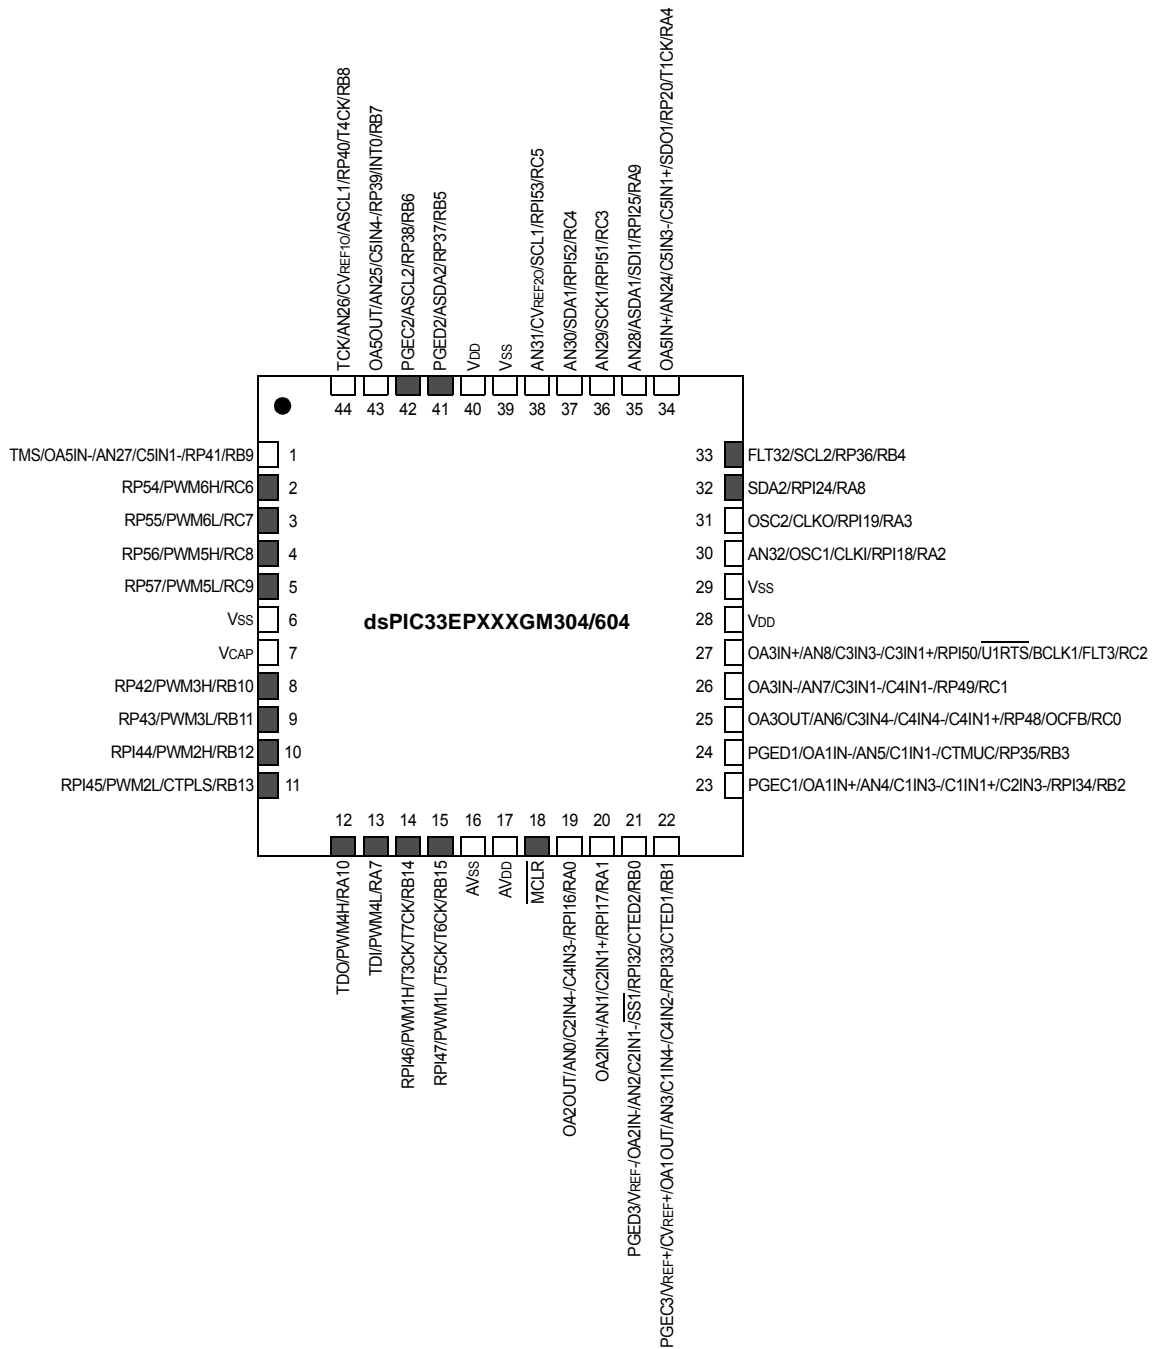 TCK/AN26/CVREF1O/ASCL1/RP40/T4CK/RB8
OA5OUT/AN25/C5IN4-/RP39/INT0/RB7
PGEC2/ASCL2/RP38/RB6
PGED2/ASDA2/RP37/RB5
VDD
VSS
AN31/CVREF2O/SCL1/RPI53/RC5
AN30/SDA1/RPI52/RC4
AN29/SCK1/RPI51/RC3
AN28/ASDA1/SDI1/RPI25/RA9
OA5IN+/AN24/C5IN3-/C5IN1+/SDO1/RP20/T1CK/RA4
44 43 42 41 40 39 38 37 36 35 34
TMS/OA5IN-/AN27/C5IN1-/RP41/RB9 1
RP54/PWM6H/RC6 2
RP55/PWM6L/RC7 3
RP56/PWM5H/RC8 4
RP57/PWM5L/RC9 5
VSS 6
VCAP 7
RP42/PWM3H/RB10 8
RP43/PWM3L/RB11 9
RPI44/PWM2H/RB12 10
RPI45/PWM2L/CTPLS/RB13 11
dsPIC33EPXXXGM304/604
33 FLT32/SCL2/RP36/RB4
32 SDA2/RPI24/RA8
31 OSC2/CLKO/RPI19/RA3
30 AN32/OSC1/CLKI/RPI18/RA2
29 VSS
28 VDD
27 OA3IN+/AN8/C3IN3-/C3IN1+/RPI50/U1RTS/BCLK1/FLT3/RC2
26 OA3IN-/AN7/C3IN1-/C4IN1-/RP49/RC1
25 OA3OUT/AN6/C3IN4-/C4IN4-/C4IN1+/RP48/OCFB/RC0
24 PGED1/OA1IN-/AN5/C1IN1-/CTMUC/RP35/RB3
23 PGEC1/OA1IN+/AN4/C1IN3-/C1IN1+/C2IN3-/RPI34/RB2
12 13 14 15 16 17 18 19 20 21 22
TDO/PWM4H/RA10
TDI/PWM4L/RA7
RPI46/PWM1H/T3CK/T7CK/RB14
RPI47/PWM1L/T5CK/T6CK/RB15
AVSS
AVDD
MCLR
OA2OUT/AN0/C2IN4-/C4IN3-/RPI16/RA0
OA2IN+/AN1/C2IN1+/RPI17/RA1
PGED3/VREF-/OA2IN-/AN2/C2IN1-/SS1/RPI32/CTED2/RB0
PGEC3/VREF+/CVREF+/OA1OUT/AN3/C1IN4-/C4IN2-/RPI33/CTED1/RB1